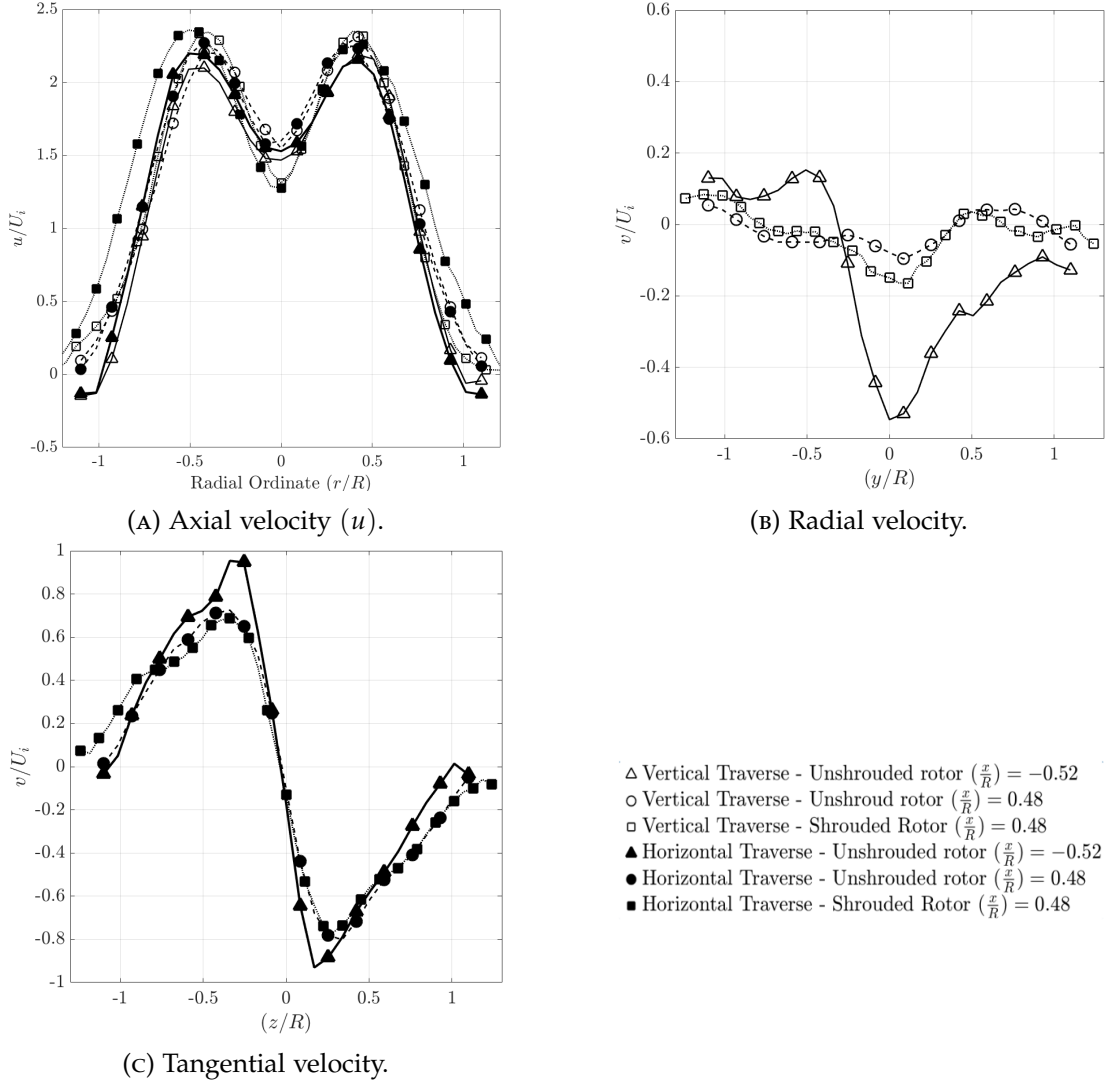 2.5
2
1.5
1
2.5
0
-0.5
u/U_i
-1
-0.5
0
0.5
1
Radial Ordinate (r/R)
(A) Axial velocity (u).
0.6
0.4
0.2
0
-0.2
-0.4
-0.6
v/U_i
-1
-0.5
0
0.5
1
(y/R)
(B) Radial velocity.
1
0.8
0.6
0.4
0.2
0
-0.2
-0.4
-0.6
-0.8
-1
v/U_i
-1
-0.5
0
0.5
1
(z/R)
(C) Tangential velocity.
Vertical Traverse - Unshrouded rotor (x/R) = −0.52
Vertical Traverse - Unshroud rotor (x/R) = 0.48
Vertical Traverse - Shrouded Rotor (x/R) = 0.48
Horizontal Traverse - Unshrouded rotor (x/R) = −0.52
Horizontal Traverse - Unshrouded rotor (x/R) = 0.48
Horizontal Traverse - Shrouded Rotor (x/R) = 0.48